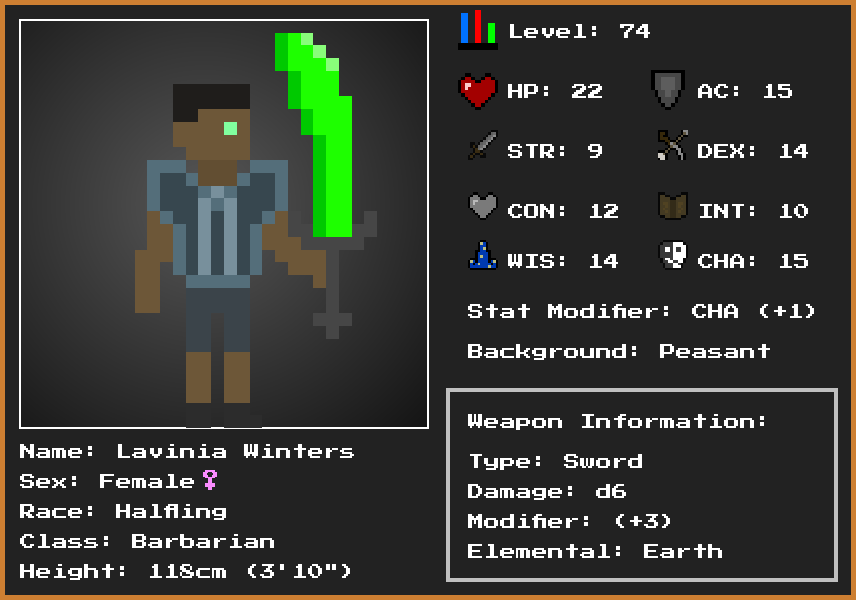 Level: 74
HP: 22
AC: 15
STR: 9
DEX: 14
CON: 12
INT: 10
WIS: 14
CHA: 15
Stat Modifier: CHA (+1)
Background: Peasant
Weapon Information:
Type: Sword
Damage: d6
Modifier: (+3)
Elemental: Earth
Name: Lavinia Winters
Sex: Female♀
Race: Halfling
Class: Barbarian
Height: 118cm (3'10")